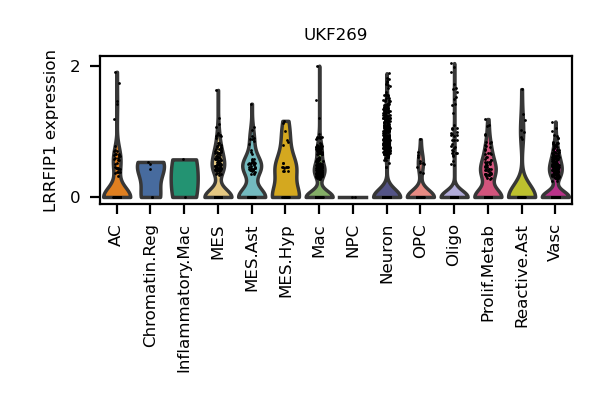 UKF269
LRRFIP1 expression
2
0
AC
Chromatin.Reg
Inflammatory.Mac
MES
MES.Ast
MES.Hyp
Mac
NPC
Neuron
OPC
Oligo
Prolif.Metab
Reactive.Ast
Vasc